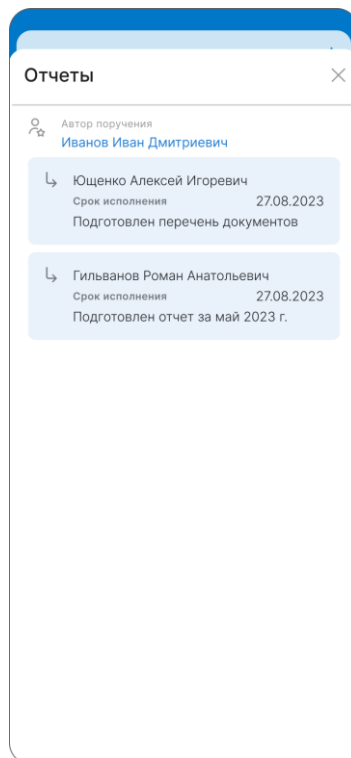 Отчеты
Автор поручения
Иванов Иван Дмитриевич
Ющенко Алексей Игоревич
Срок исполнения 27.08.2023
Подготовлен перечень документов
Гильванов Роман Анатольевич
Срок исполнения 27.08.2023
Подготовлен отчет за май 2023 г.